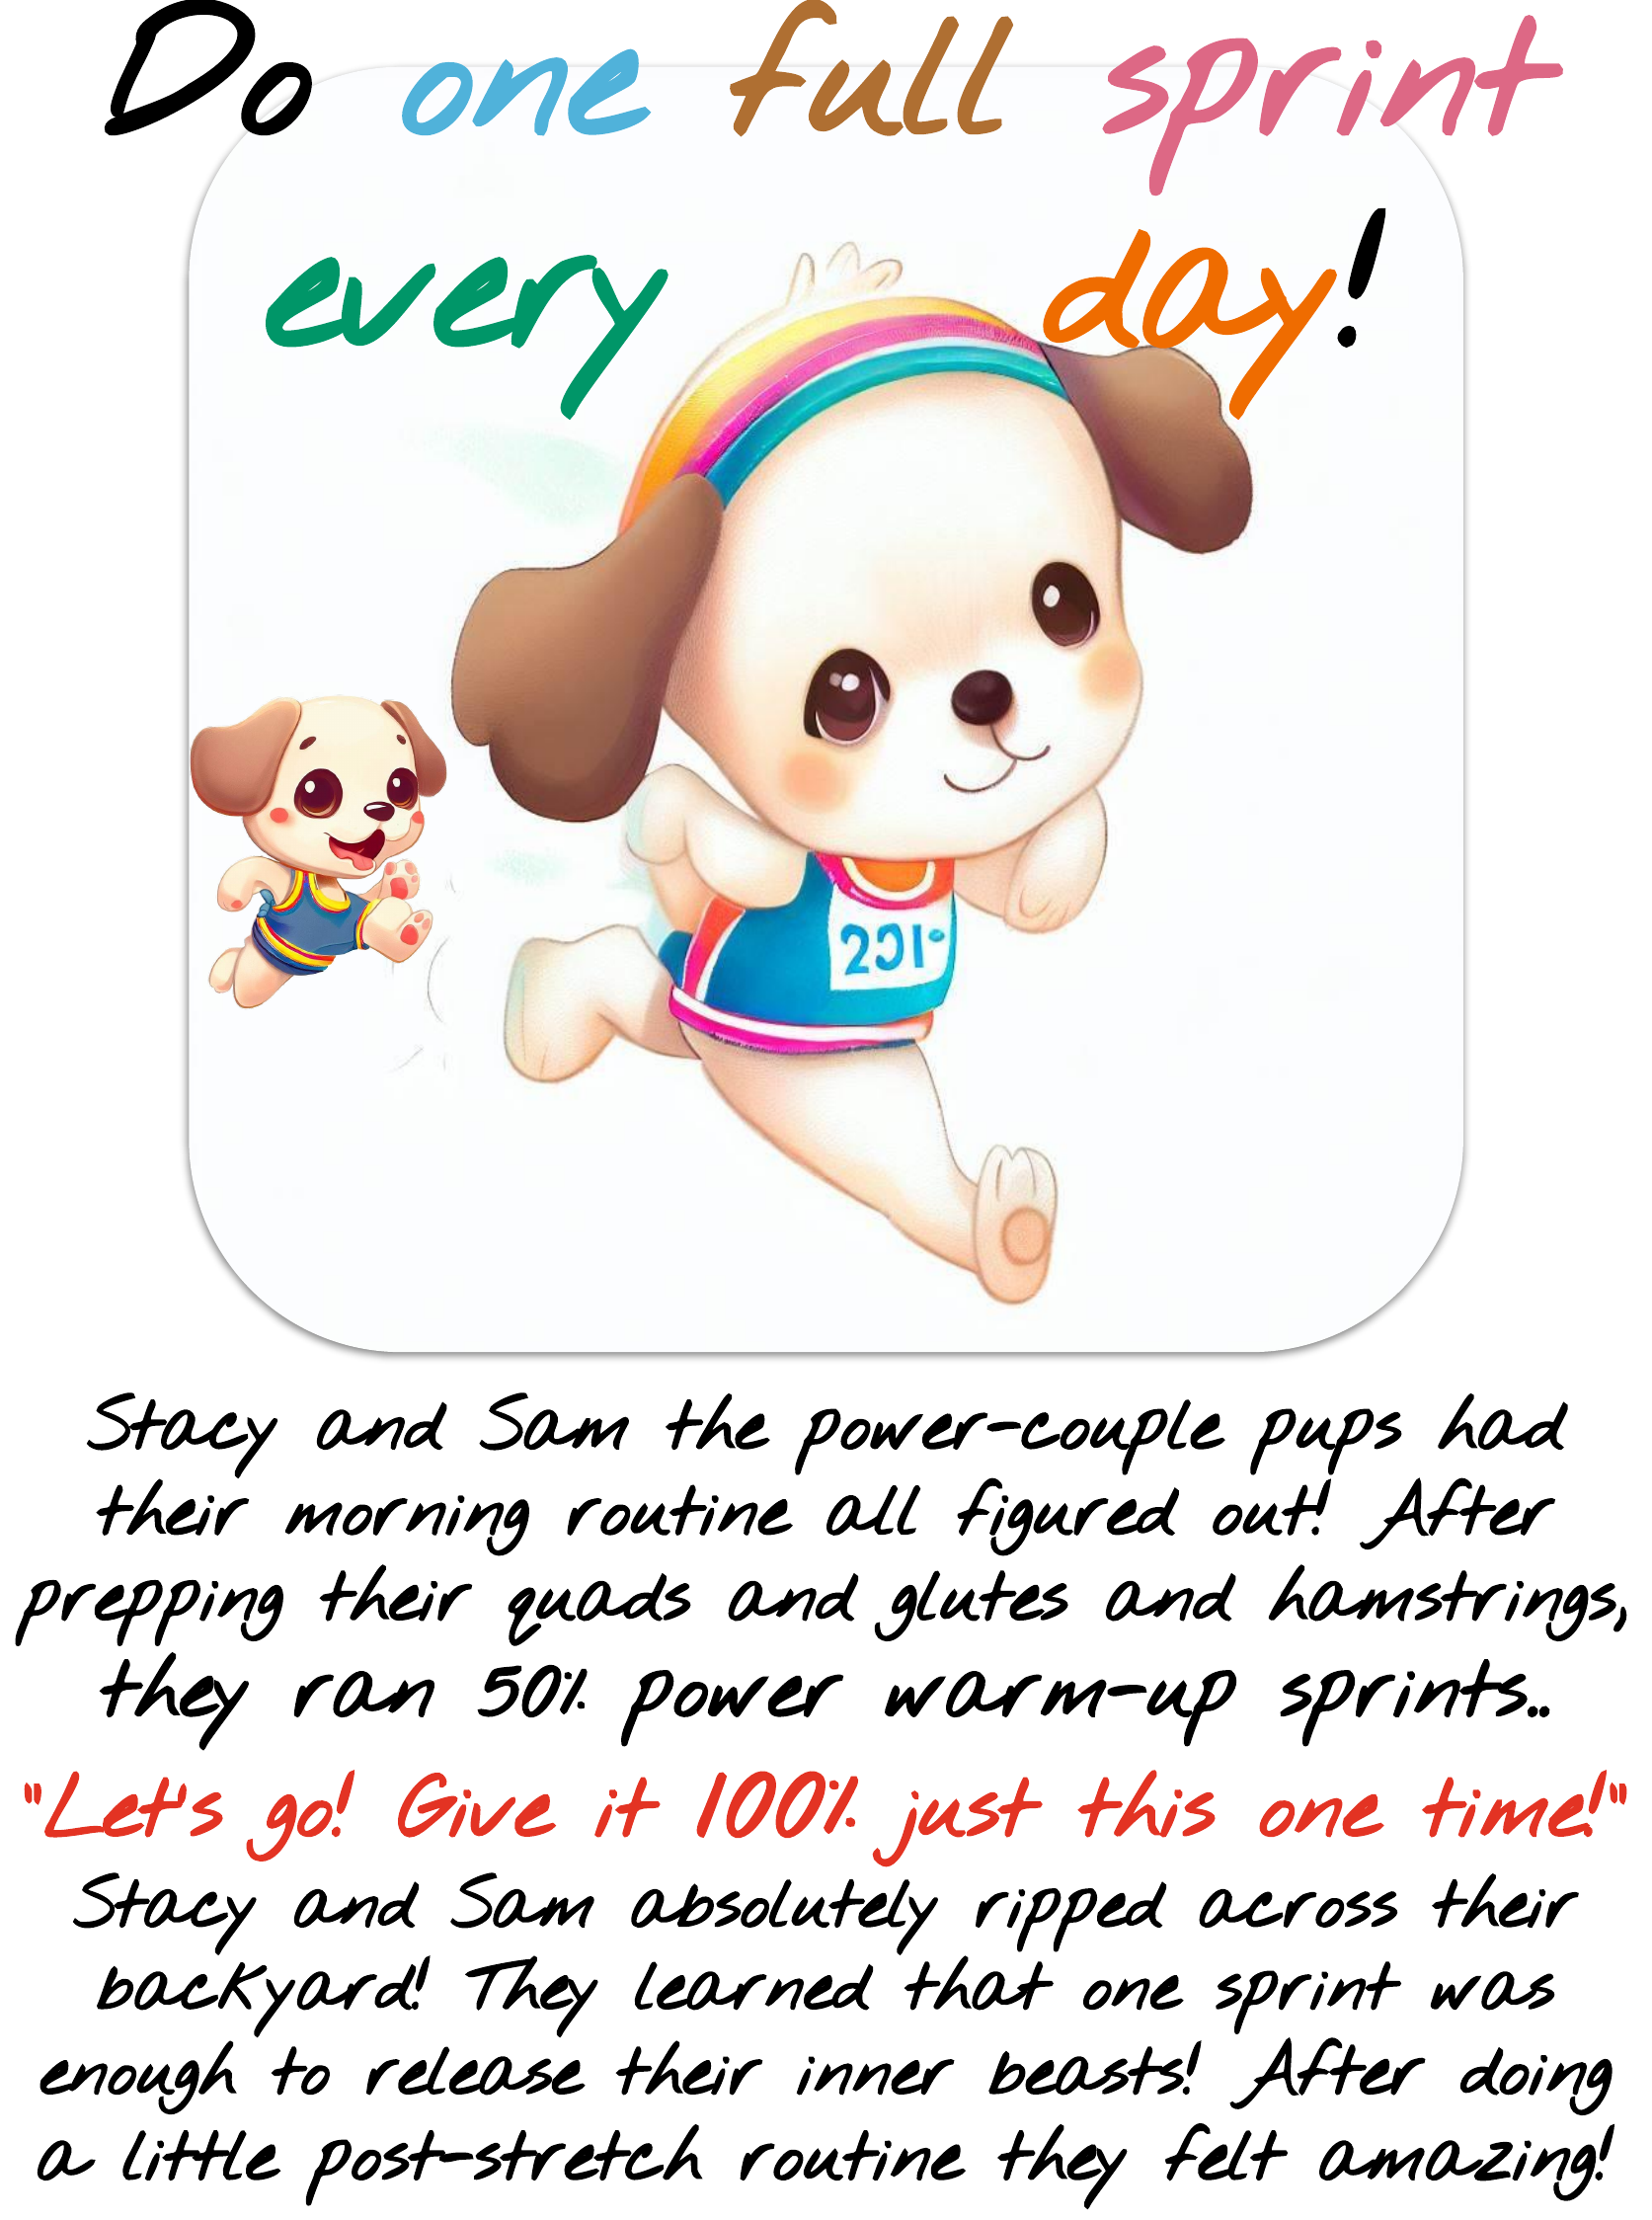 Do one full sprint
every day!
201
Stacy and Sam the power-couple pups had
their morning routine all figured out! After
prepping their quads and glutes and hamstrings,
they ran 50% power warm-up sprints..
"Let's go! Give it 100% just this one time!"
Stacy and Sam absolutely ripped across their
backyard! They learned that one sprint was
enough to release their inner beasts! After doing
a little post-stretch routine they felt amazing!